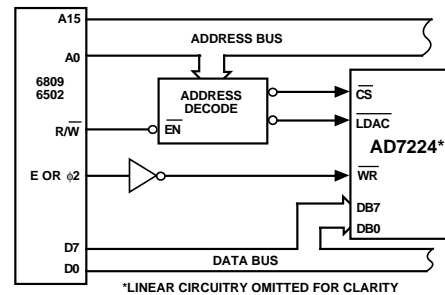 A15
ADDRESS BUS
A0
6809
6502
ADDRESS
DECODE
CS
LDAC
AD7224*
R/W
EN
E OR ϕ2
WR
DB7
DB0
D7
DATA BUS
D0
*LINEAR CIRCUITRY OMITTED FOR CLARITY